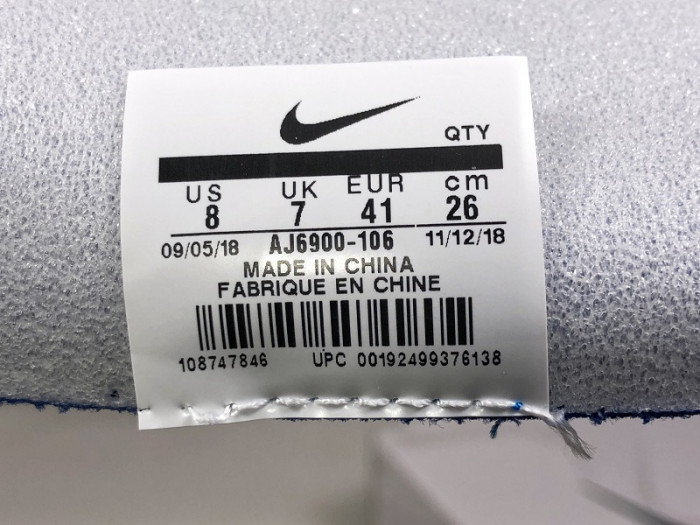 QTY
US UK EUR cm
8 7 41 26
09/05/18 AJ6900-106 11/12/18
MADE IN CHINA
FABRIQUE EN CHINE
108747846 UPC 00192499376138